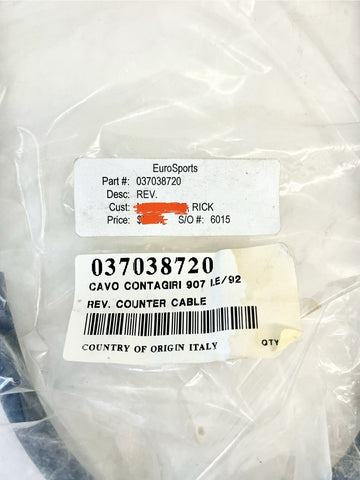 EuroSports
Part #: 037038720
Desc: REV.
Cust: RICK
Price: $ S/O #: 6015
037038720
CAVO CONTAGIRI 907 I.E/92
REV. COUNTER CABLE
COUNTRY OF ORIGIN ITALY QTY